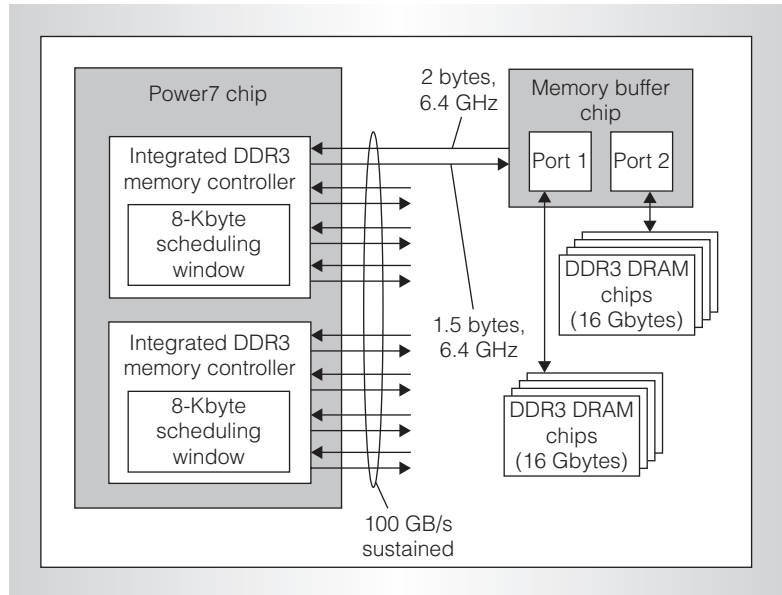 Power7 chip
Integrated DDR3
memory controller
8-Kbyte
scheduling
window
Integrated DDR3
memory controller
8-Kbyte
scheduling
window
2 bytes,
6.4 GHz
1.5 bytes,
6.4 GHz
100 GB/s
sustained
Memory buffer
chip
Port 1
Port 2
DDR3 DRAM
chips
(16 Gbytes)
DDR3 DRAM
chips
(16 Gbytes)